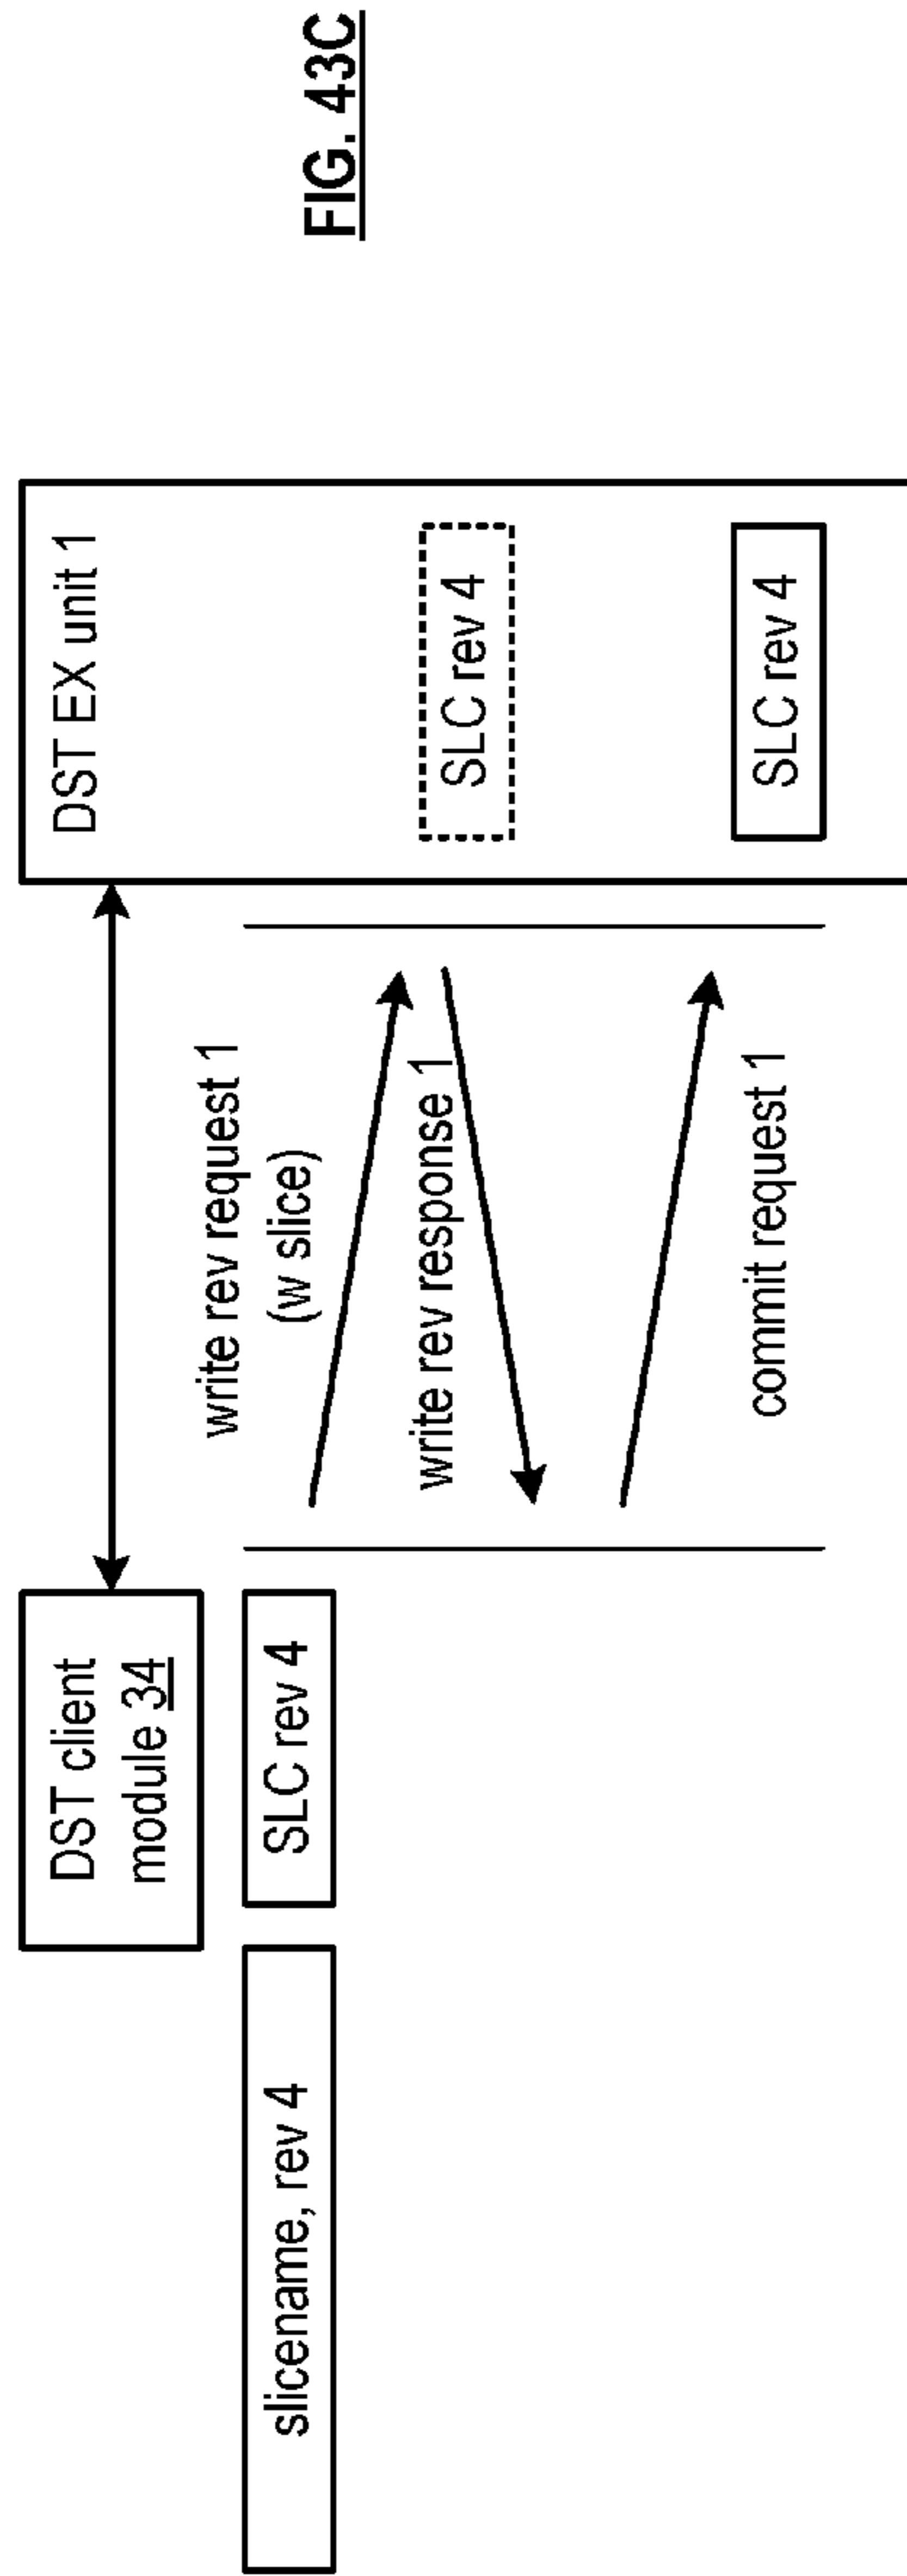 DST client
module 34
DST EX unit 1
slicename, rev 4
SLC rev 4
write rev request 1
(w slice)
SLC rev 4
write rev response 1
commit request 1
SLC rev 4
FIG. 43C